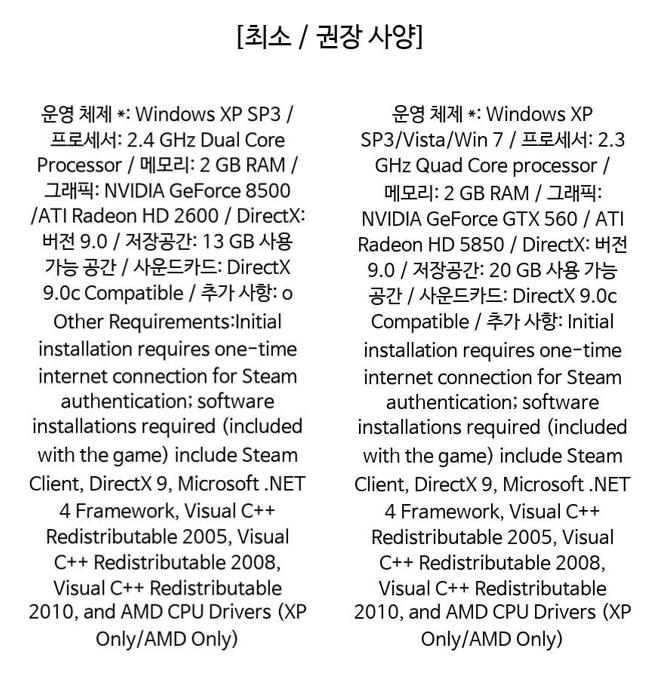 [최소 / 권장 사양]
운영 체제 *: Windows XP SP3 /
프로세서: 2.4 GHz Dual Core
Processor / 메모리: 2 GB RAM /
그래픽: NVIDIA GeForce 8500
/ATI Radeon HD 2600 / DirectX:
버전 9.0 / 저장공간: 13 GB 사용
가능 공간 / 사운드카드: DirectX
9.0c Compatible / 추가 사항: o
Other Requirements:Initial
installation requires one-time
internet connection for Steam
authentication; software
installations required (included
with the game) include Steam
Client, DirectX 9, Microsoft .NET
4 Framework, Visual C++
Redistributable 2005, Visual
C++ Redistributable 2008,
Visual C++ Redistributable
2010, and AMD CPU Drivers (XP
Only/AMD Only)
운영 체제 *: Windows XP
SP3/Vista/Win 7 / 프로세서: 2.3
GHz Quad Core processor /
메모리: 2 GB RAM / 그래픽:
NVIDIA GeForce GTX 560 / ATI
Radeon HD 5850 / DirectX: 버전
9.0 / 저장공간: 20 GB 사용 가능
공간 / 사운드카드: DirectX 9.0c
Compatible / 추가 사항: Initial
installation requires one-time
internet connection for Steam
authentication; software
installations required (included
with the game) include Steam
Client, DirectX 9, Microsoft .NET
4 Framework, Visual C++
Redistributable 2005, Visual
C++ Redistributable 2008,
Visual C++ Redistributable
2010, and AMD CPU Drivers (XP
Only/AMD Only)